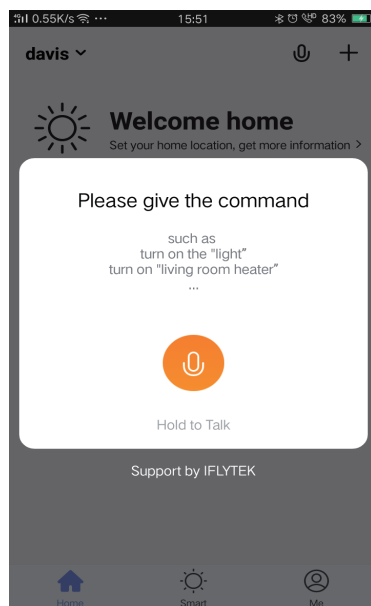 0.55K/s ... 15:51 83%
davis
Welcome home
Set your home location, get more information >
Please give the command
such as
turn on the "light"
turn on "living room heater"
...
Hold to Talk
Support by IFLYTEK
Home Smart Me